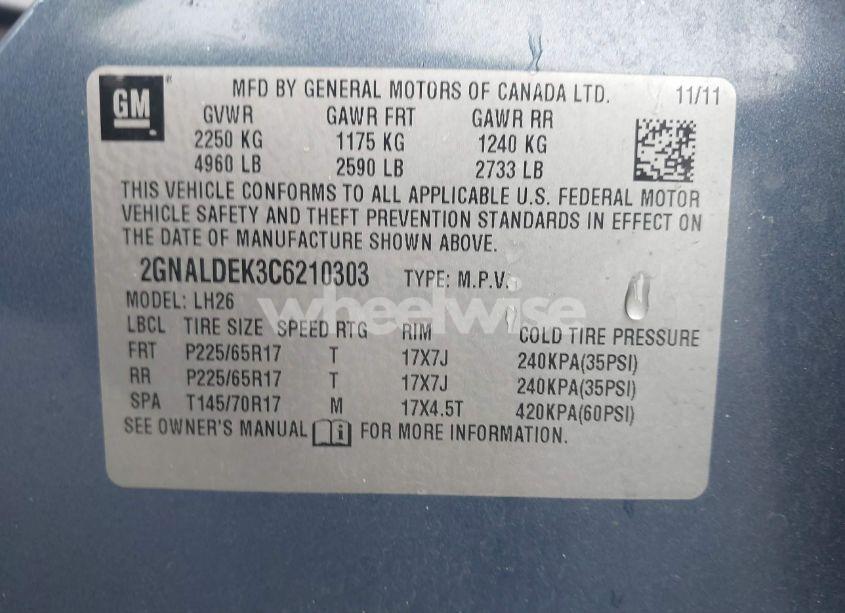 GM
MFD BY GENERAL MOTORS OF CANADA LTD. 11/11
GVWR GAWR FRT GAWR RR
2250 KG 1175 KG 1240 KG
4960 LB 2590 LB 2733 LB
THIS VEHICLE CONFORMS TO ALL APPLICABLE U.S. FEDERAL MOTOR
VEHICLE SAFETY AND THEFT PREVENTION STANDARDS IN EFFECT ON
THE DATE OF MANUFACTURE SHOWN ABOVE.
2GNALDEK3C6210303 TYPE: M.P.V.
MODEL: LH26
wheelwise
LBCL TIRE SIZE SPEED RTG RIM COLD TIRE PRESSURE
FRT P225/65R17 T 17X7J 240KPA(35PSI)
RR P225/65R17 T 17X7J 240KPA(35PSI)
SPA T145/70R17 M 17X4.5T 420KPA(60PSI)
SEE OWNER'S MANUAL i FOR MORE INFORMATION.